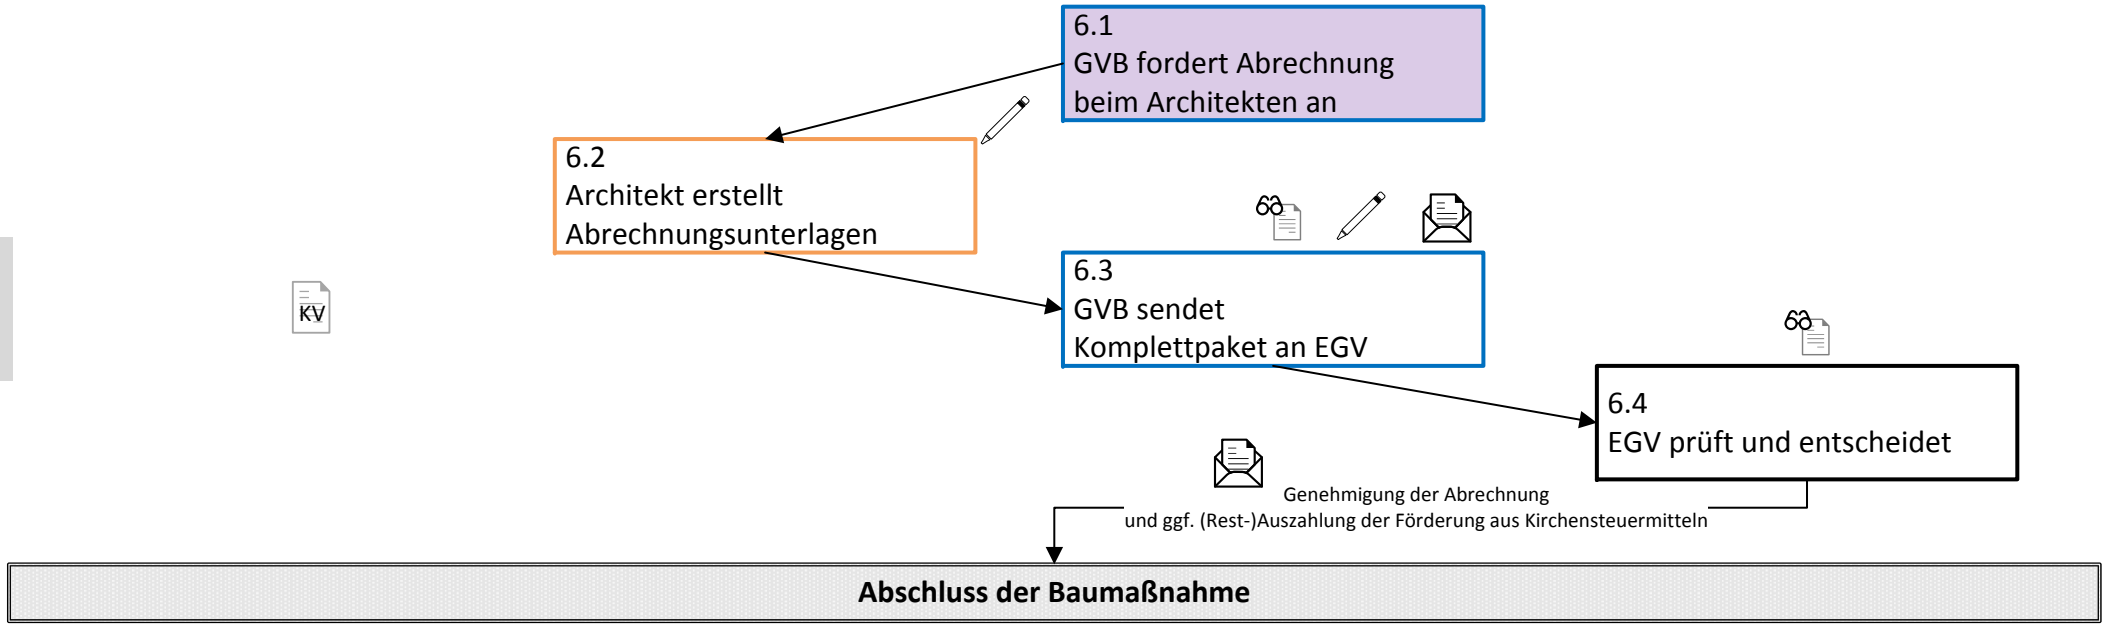 6.1
GVB fordert Abrechnung
beim Architekten an
6.2
Architekt erstellt
Abrechnungsunterlagen
KV
6.3
GVB sendet
Komplettpaket an EGV
6.4
EGV prüft und entscheidet
Genehmigung der Abrechnung
und ggf. (Rest-)Auszahlung der Förderung aus Kirchensteuermitteln
Abschluss der Baumaßnahme